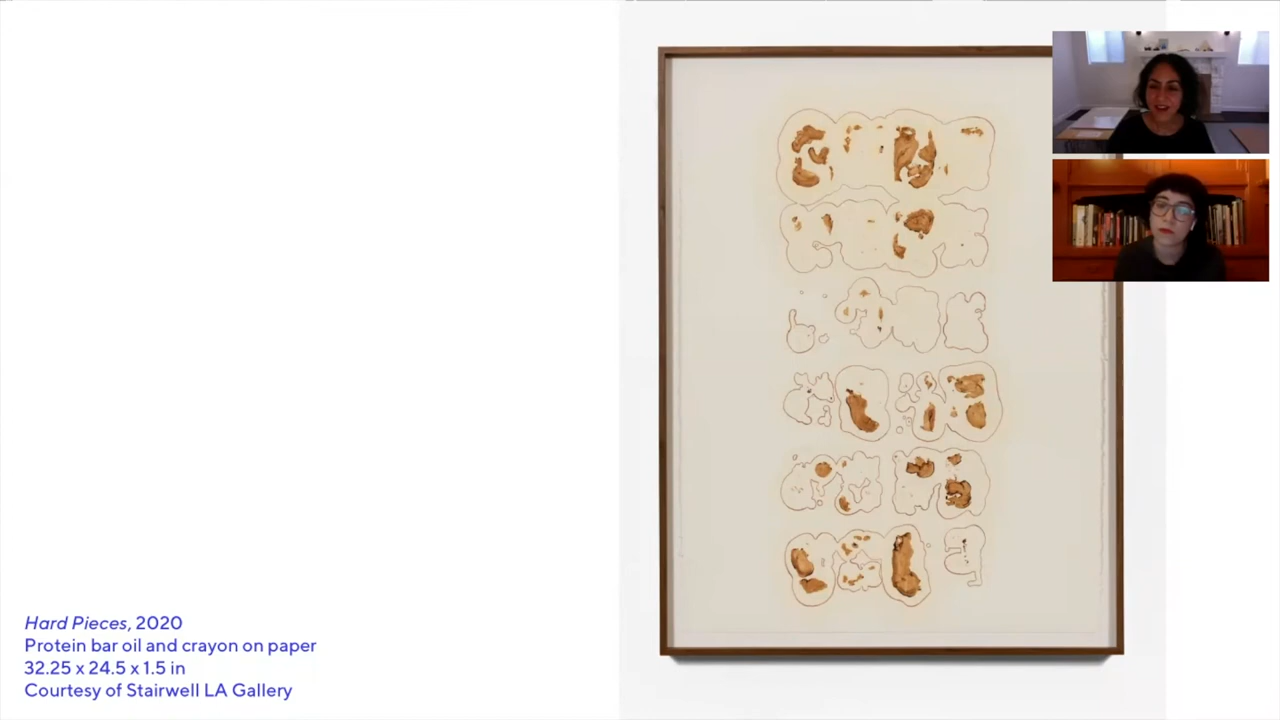 Hard Pieces, 2020
Protein bar oil and crayon on paper
32.25 x 24.5 x 1.5 in
Courtesy of Stairwell LA Gallery